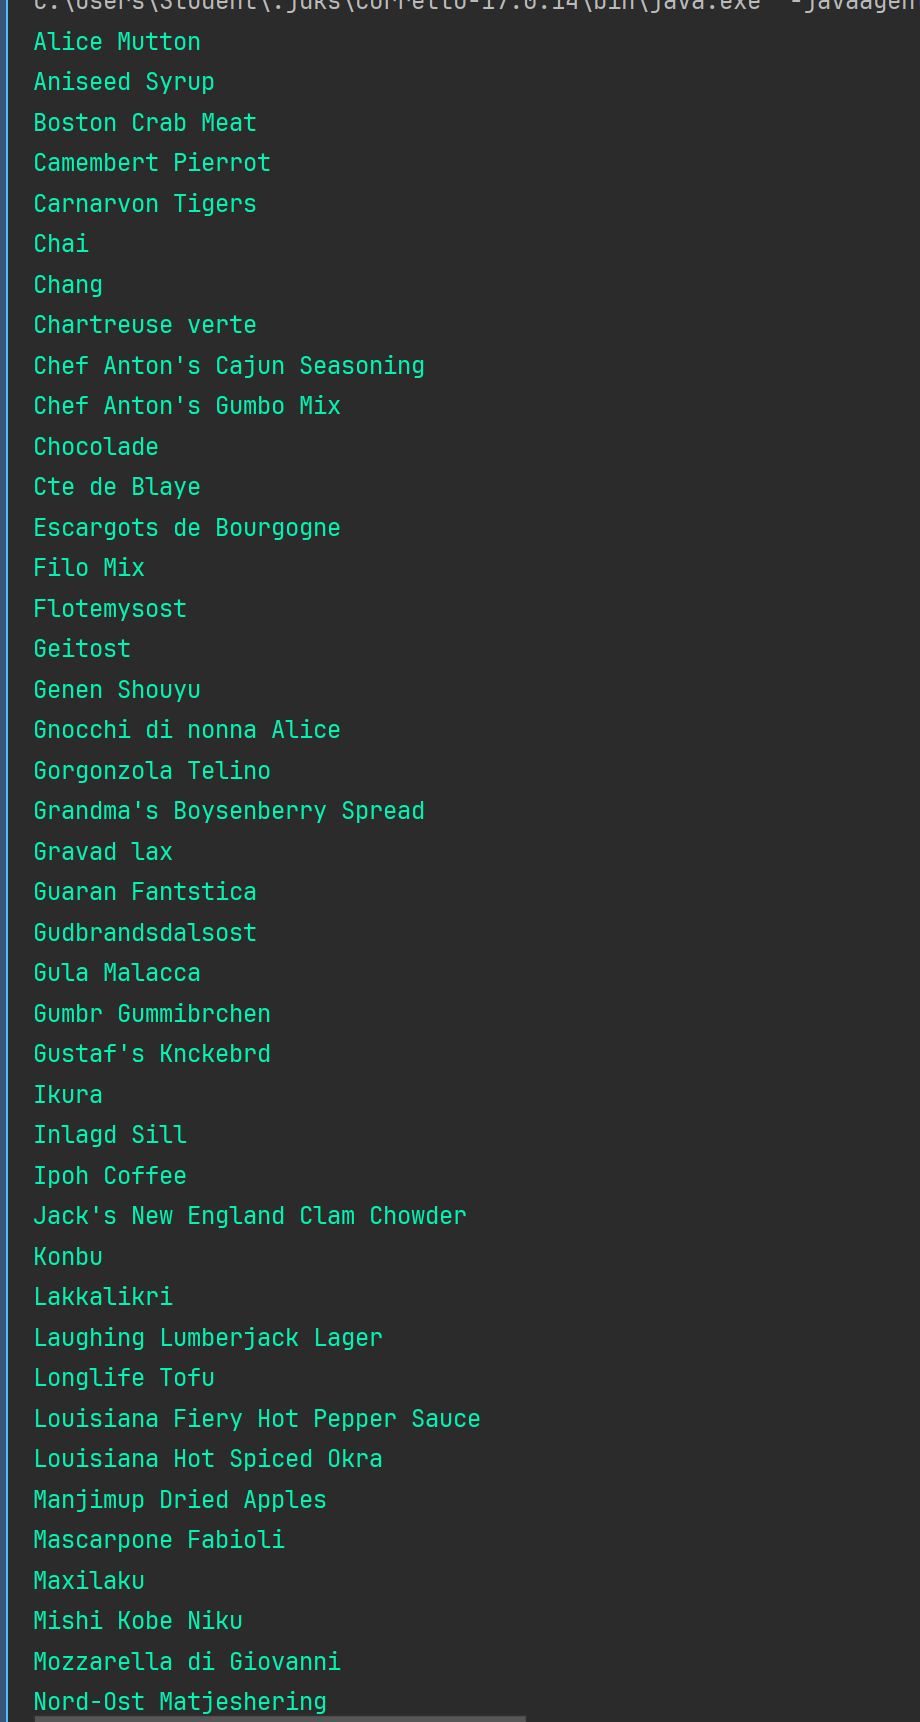 C:\Users\Student\.jdks\corretto-17.0.14\bin\java.exe" "-javaagen
Alice Mutton
Aniseed Syrup
Boston Crab Meat
Camembert Pierrot
Carnarvon Tigers
Chai
Chang
Chartreuse verte
Chef Anton's Cajun Seasoning
Chef Anton's Gumbo Mix
Chocolade
Cte de Blaye
Escargots de Bourgogne
Filo Mix
Flotemysost
Geitost
Genen Shouyu
Gnocchi di nonna Alice
Gorgonzola Telino
Grandma's Boysenberry Spread
Gravad lax
Guaran Fantstica
Gudbrandsdalsost
Gula Malacca
Gumbr Gummibrchen
Gustaf's Knckebrd
Ikura
Inlagd Sill
Ipoh Coffee
Jack's New England Clam Chowder
Konbu
Lakkalikri
Laughing Lumberjack Lager
Longlife Tofu
Louisiana Fiery Hot Pepper Sauce
Louisiana Hot Spiced Okra
Manjimup Dried Apples
Mascarpone Fabioli
Maxilaku
Mishi Kobe Niku
Mozzarella di Giovanni
Nord-Ost Matjeshering